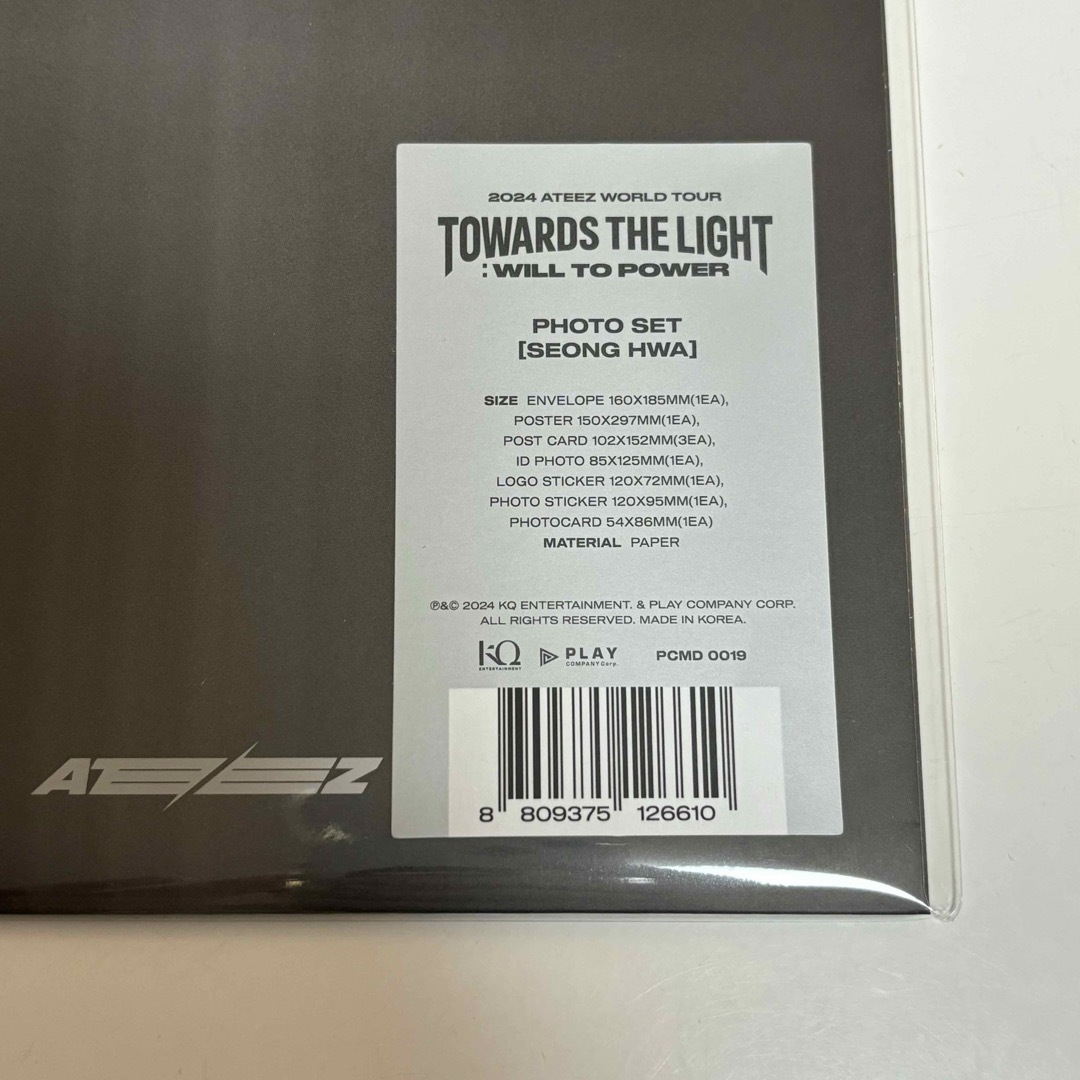 2024 ATEEZ WORLD TOUR
TOWARDS THE LIGHT
: WILL TO POWER
PHOTO SET
[SEONG HWA]
SIZE ENVELOPE 160X185MM(1EA),
POSTER 150X297MM(1EA),
POST CARD 102X152MM(3EA),
ID PHOTO 85X125MM(1EA),
LOGO STICKER 120X72MM(1EA),
PHOTO STICKER 120X95MM(1EA),
PHOTOCARD 54X86MM(1EA)
MATERIAL PAPER
℗&© 2024 KQ ENTERTAINMENT. & PLAY COMPANY CORP.
ALL RIGHTS RESERVED. MADE IN KOREA.
KQ ENTERTAINMENT PLAY COMPANY Corp. PCMD 0019
8 809375 126610
ATEEZ